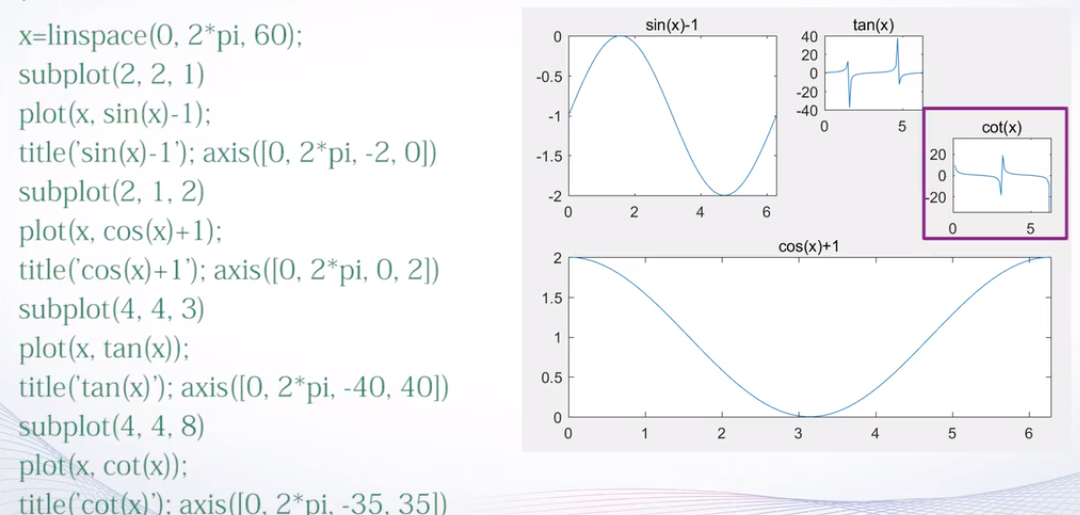 x=linspace(0, 2*pi, 60);
subplot(2, 2, 1)
plot(x, sin(x)-1);
title('sin(x)-1'); axis([0, 2*pi, -2, 0])
subplot(2, 1, 2)
plot(x, cos(x)+1);
title('cos(x)+1'); axis([0, 2*pi, 0, 2])
subplot(4, 4, 3)
plot(x, tan(x));
title('tan(x)'); axis([0, 2*pi, -40, 40])
subplot(4, 4, 8)
plot(x, cot(x));
title('cot(x)'); axis([0, 2*pi, -35, 35])
sin(x)-1
0
-0.5
-1
-1.5
-2
0 2 4 6
tan(x)
40
20
0
-20
-40
0 5
cot(x)
20
0
-20
0 5
cos(x)+1
2
1.5
1
0.5
0
0 1 2 3 4 5 6